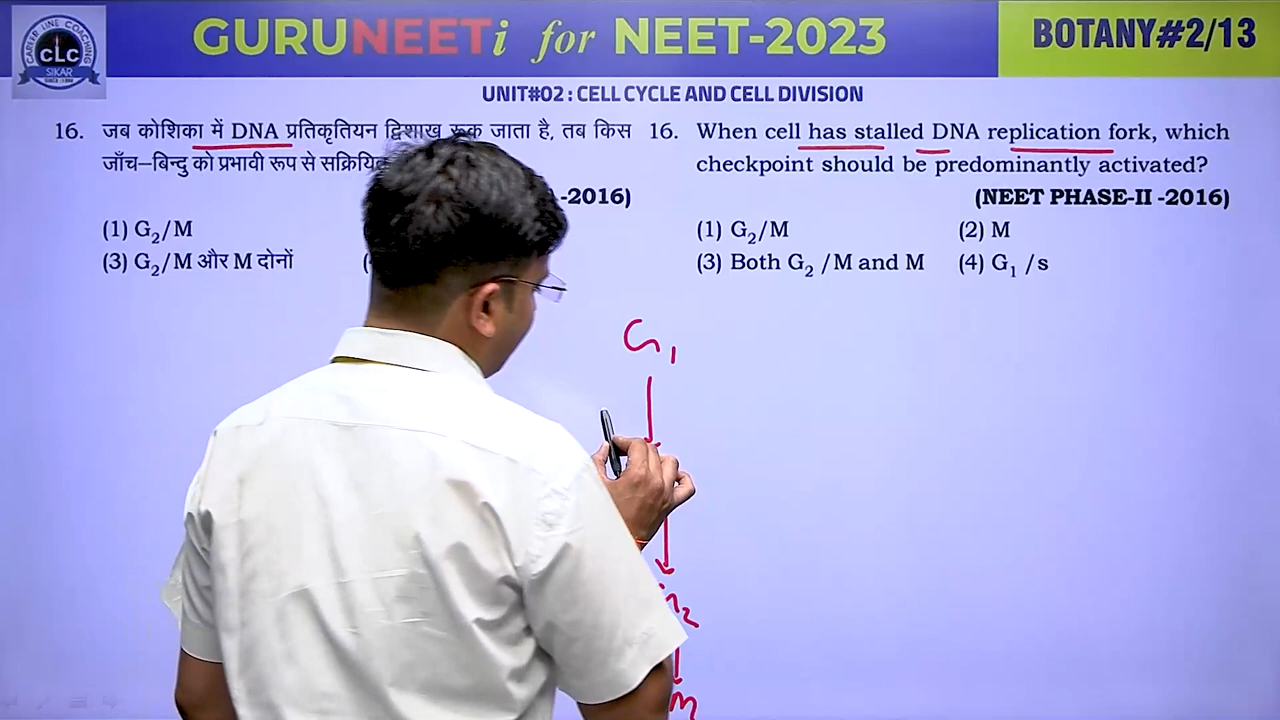 CAREER LINE COACHING
CLC
SIKAR
GURUNEETi for NEET-2023
BOTANY#2/13
UNIT#02 : CELL CYCLE AND CELL DIVISION
16. जब कोशिका में DNA प्रतिकृतियन द्विशाख रूक जाता है, तब किस
जाँच–बिन्दु को प्रभावी रूप से
-2016)
(1) G₂/M
(3) G₂/M और M दोनों
16. When cell has stalled DNA replication fork, which
checkpoint should be predominantly activated?
(NEET PHASE-II -2016)
(1) G₂/M (2) M
(3) Both G₂ /M and M (4) G₁ /s
G₁
M